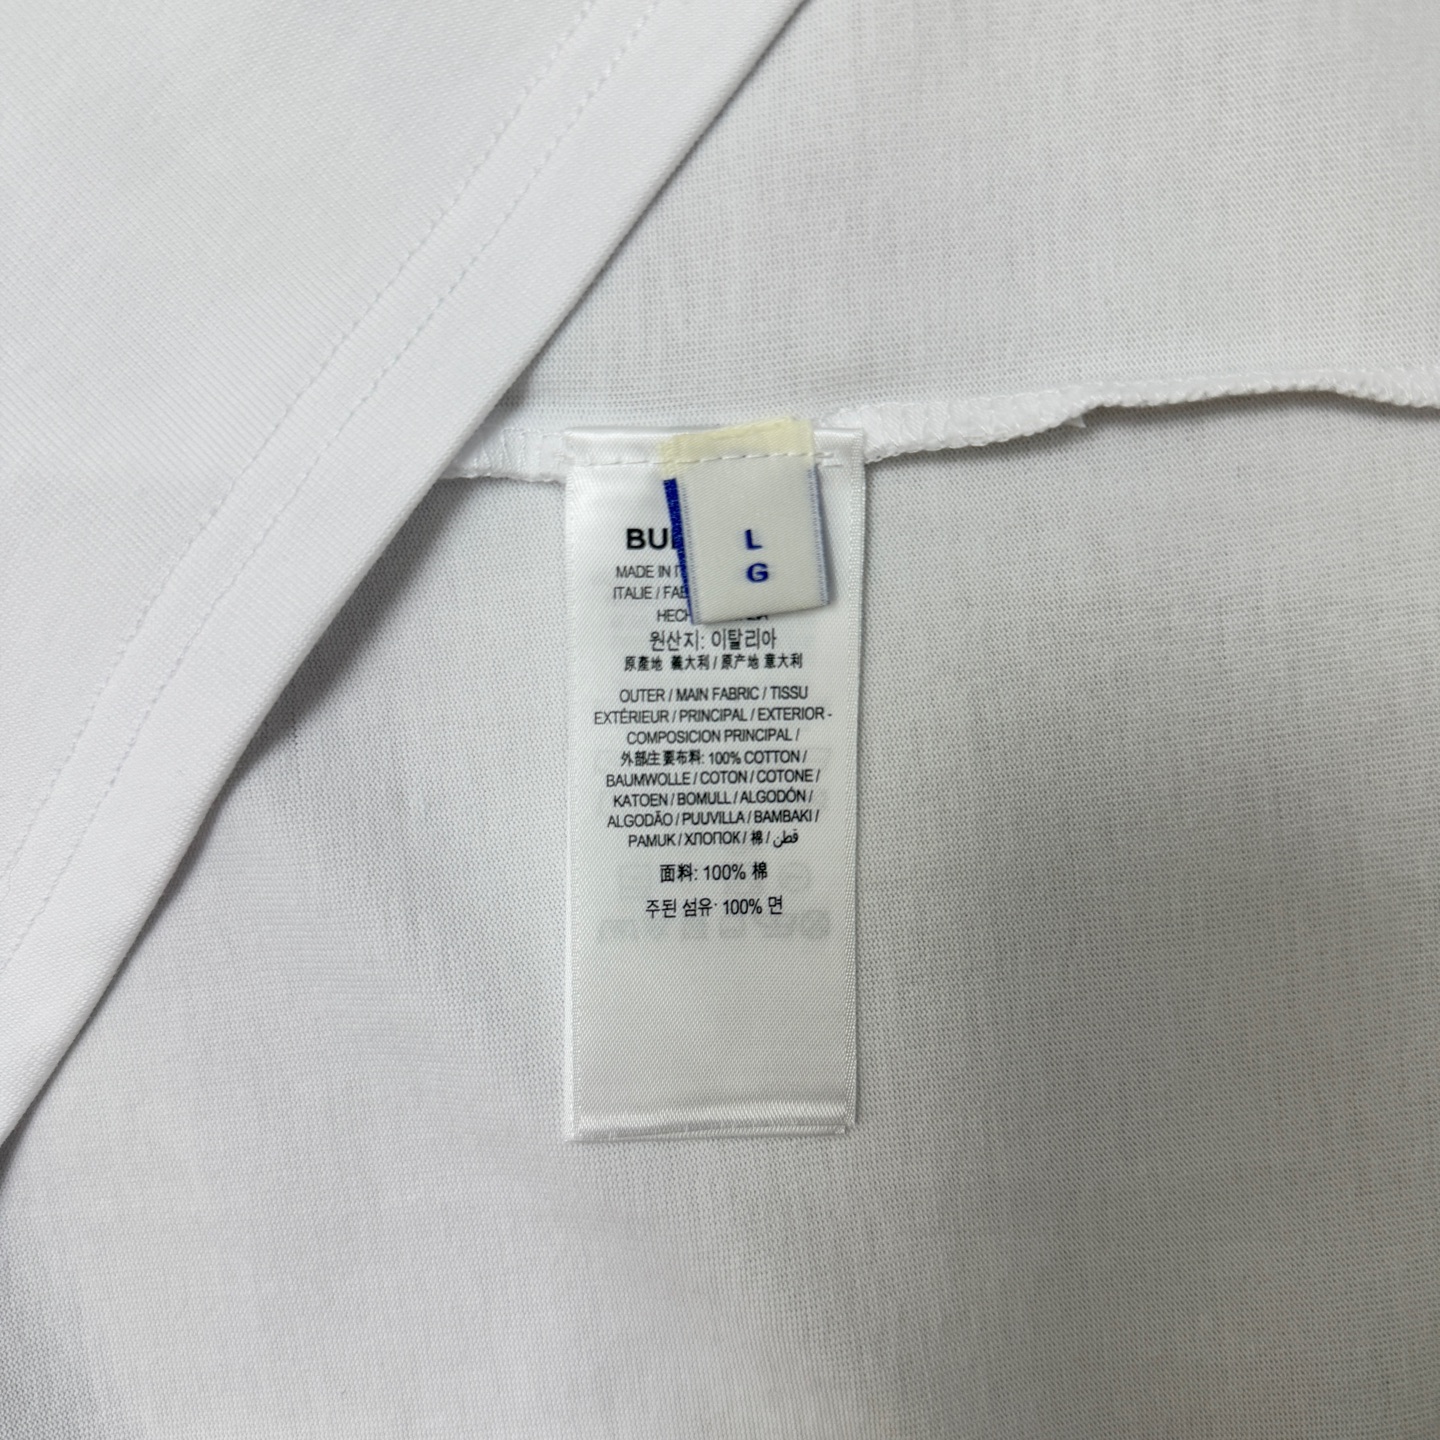 L
G
BU
MADE IN
ITALIE / FAB
HECH
원산지: 이탈리아
原產地 義大利 / 原产地 意大利
OUTER / MAIN FABRIC / TISSU
EXTÉRIEUR / PRINCIPAL / EXTERIOR -
COMPOSICION PRINCIPAL /
外部主要布料: 100% COTTON /
BAUMWOLLE / COTON / COTONE /
KATOEN / BOMULL / ALGODÓN /
ALGODÃO / PUUVILLA / BAMBAKI /
PAMUK / ХЛОПОК / 棉 / قطن
面料: 100% 棉
주된 섬유: 100% 면